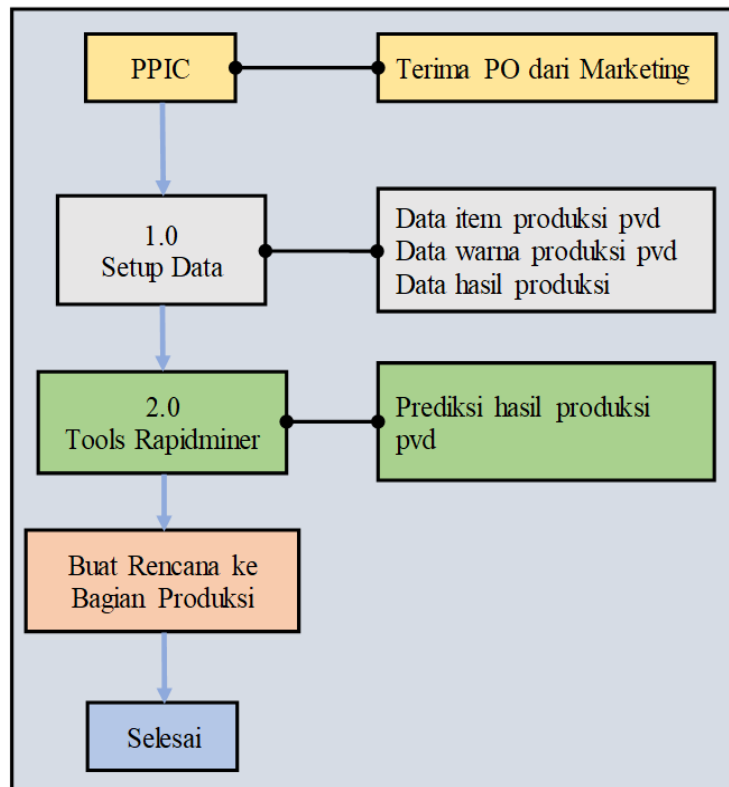 PPIC
Terima PO dari Marketing
1.0
Setup Data
Data item produksi pvd
Data warna produksi pvd
Data hasil produksi
2.0
Tools Rapidminer
Prediksi hasil produksi
pvd
Buat Rencana ke
Bagian Produksi
Selesai